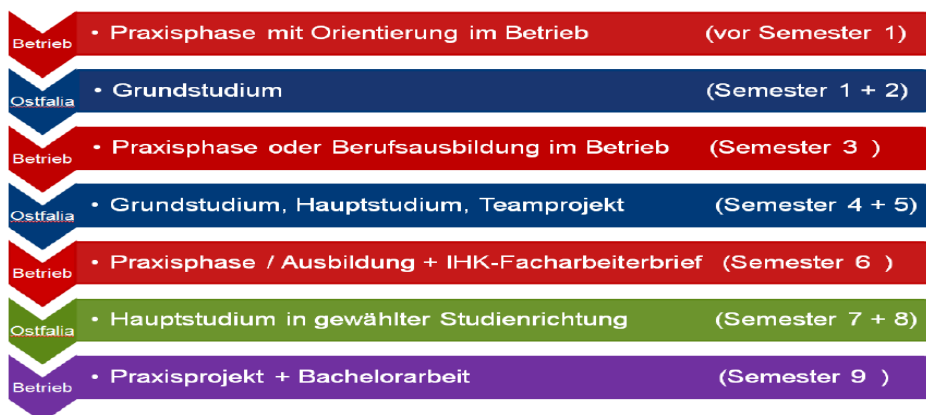 Betrieb • Praxisphase mit Orientierung im Betrieb (vor Semester 1)
Ostfalia • Grundstudium (Semester 1 + 2)
Betrieb • Praxisphase oder Berufsausbildung im Betrieb (Semester 3 )
Ostfalia • Grundstudium, Hauptstudium, Teamprojekt (Semester 4 + 5)
Betrieb • Praxisphase / Ausbildung + IHK-Facharbeiterbrief (Semester 6 )
Ostfalia • Hauptstudium in gewählter Studienrichtung (Semester 7 + 8)
Betrieb • Praxisprojekt + Bachelorarbeit (Semester 9 )